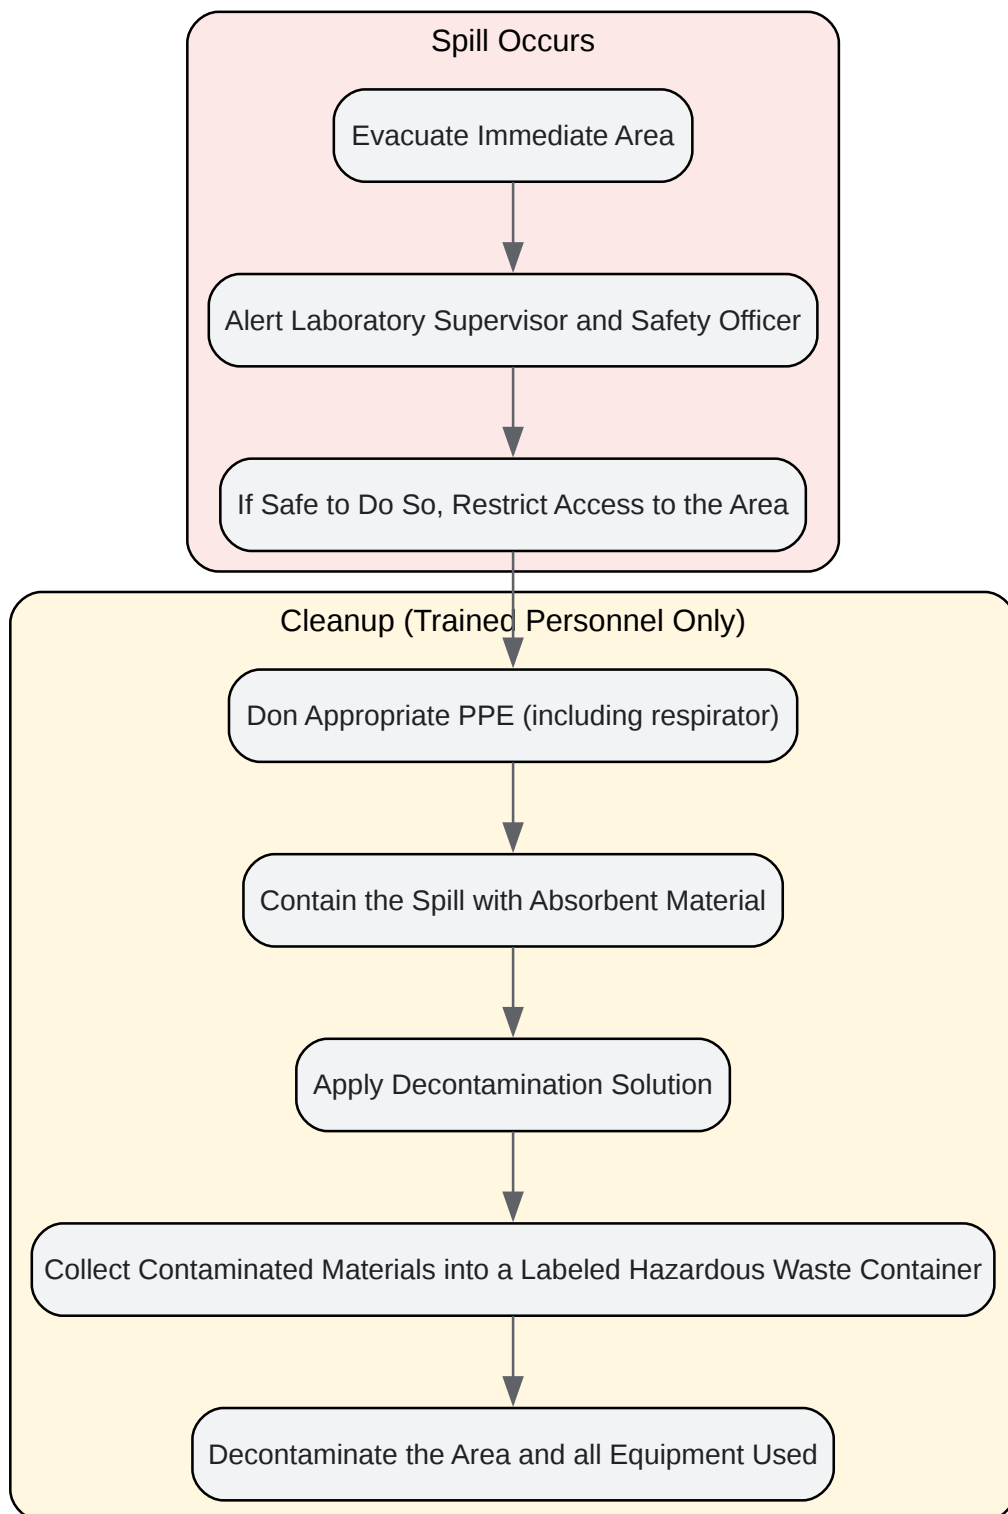 Spill Occurs
Evacuate Immediate Area
Alert Laboratory Supervisor and Safety Officer
If Safe to Do So, Restrict Access to the Area
Cleanup (Trained Personnel Only)
Don Appropriate PPE (including respirator)
Contain the Spill with Absorbent Material
Apply Decontamination Solution
Collect Contaminated Materials into a Labeled Hazardous Waste Container
Decontaminate the Area and all Equipment Used